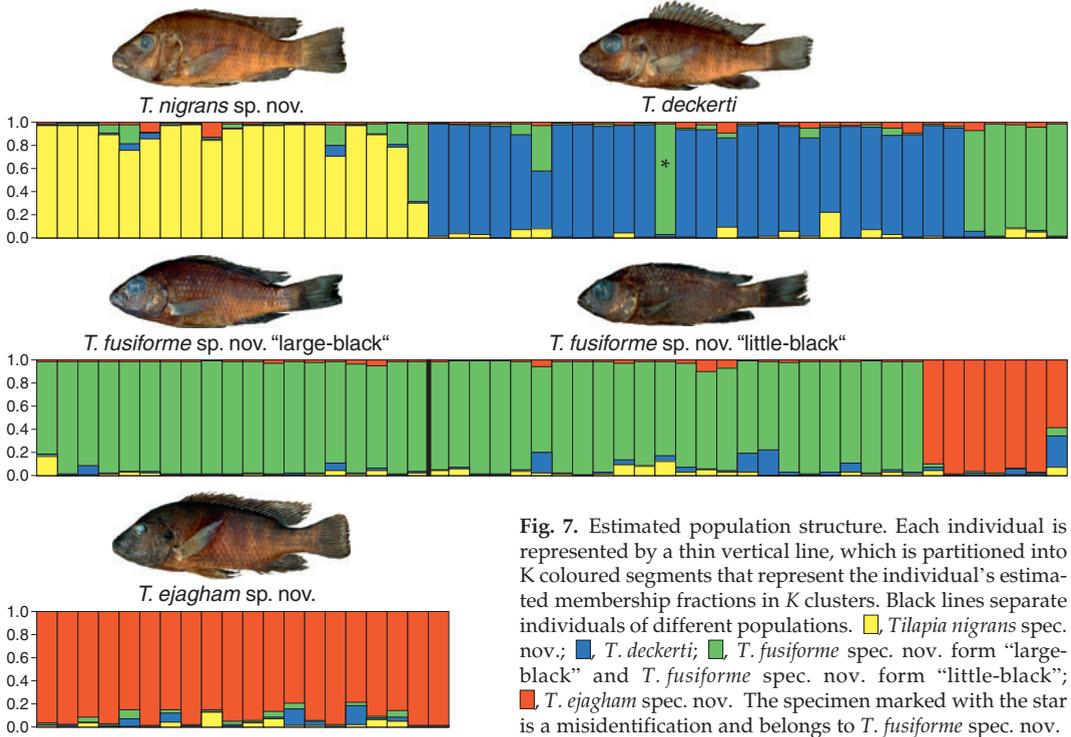 T. nigrans sp. nov.
T. deckerti
1.0
0.8
0.6
0.4
0.2
0.0
*
T. fusiforme sp. nov. “large-black“
T. fusiforme sp. nov. “little-black“
1.0
0.8
0.6
0.4
0.2
0.0
T. ejagham sp. nov.
1.0
0.8
0.6
0.4
0.2
0.0
Fig. 7. Estimated population structure. Each individual is
represented by a thin vertical line, which is partitioned into
K coloured segments that represent the individual's estima-
ted membership fractions in K clusters. Black lines separate
individuals of different populations. , Tilapia nigrans spec.
nov.; , T. deckerti; , T. fusiforme spec. nov. form “large-
black” and T. fusiforme spec. nov. form “little-black”;
, T. ejagham spec. nov. The specimen marked with the star
is a misidentification and belongs to T. fusiforme spec. nov.